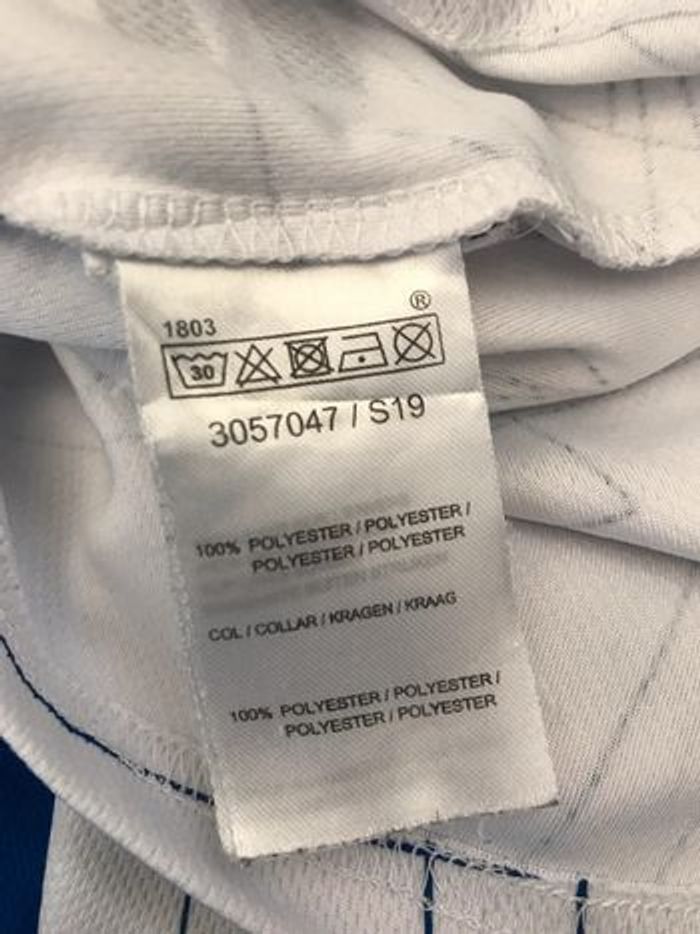 ®
1803
30
3057047 / S19
100% POLYESTER / POLYESTER /
POLYESTER / POLYESTER
COL / COLLAR / KRAGEN / KRAAG
100% POLYESTER / POLYESTER /
POLYESTER / POLYESTER